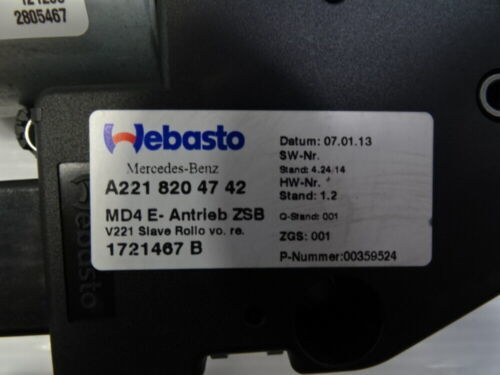 2805467
Webasto
Mercedes-Benz
A221 820 47 42
MD4 E- Antrieb ZSB
V221 Slave Rollo vo. re.
1721467 B
Datum: 07.01.13
SW-Nr.
Stand: 4.24/14
HW-Nr.
Stand: 1.2
Q-Stand: 001
ZGS: 001
P-Nummer:00359524
Webasto